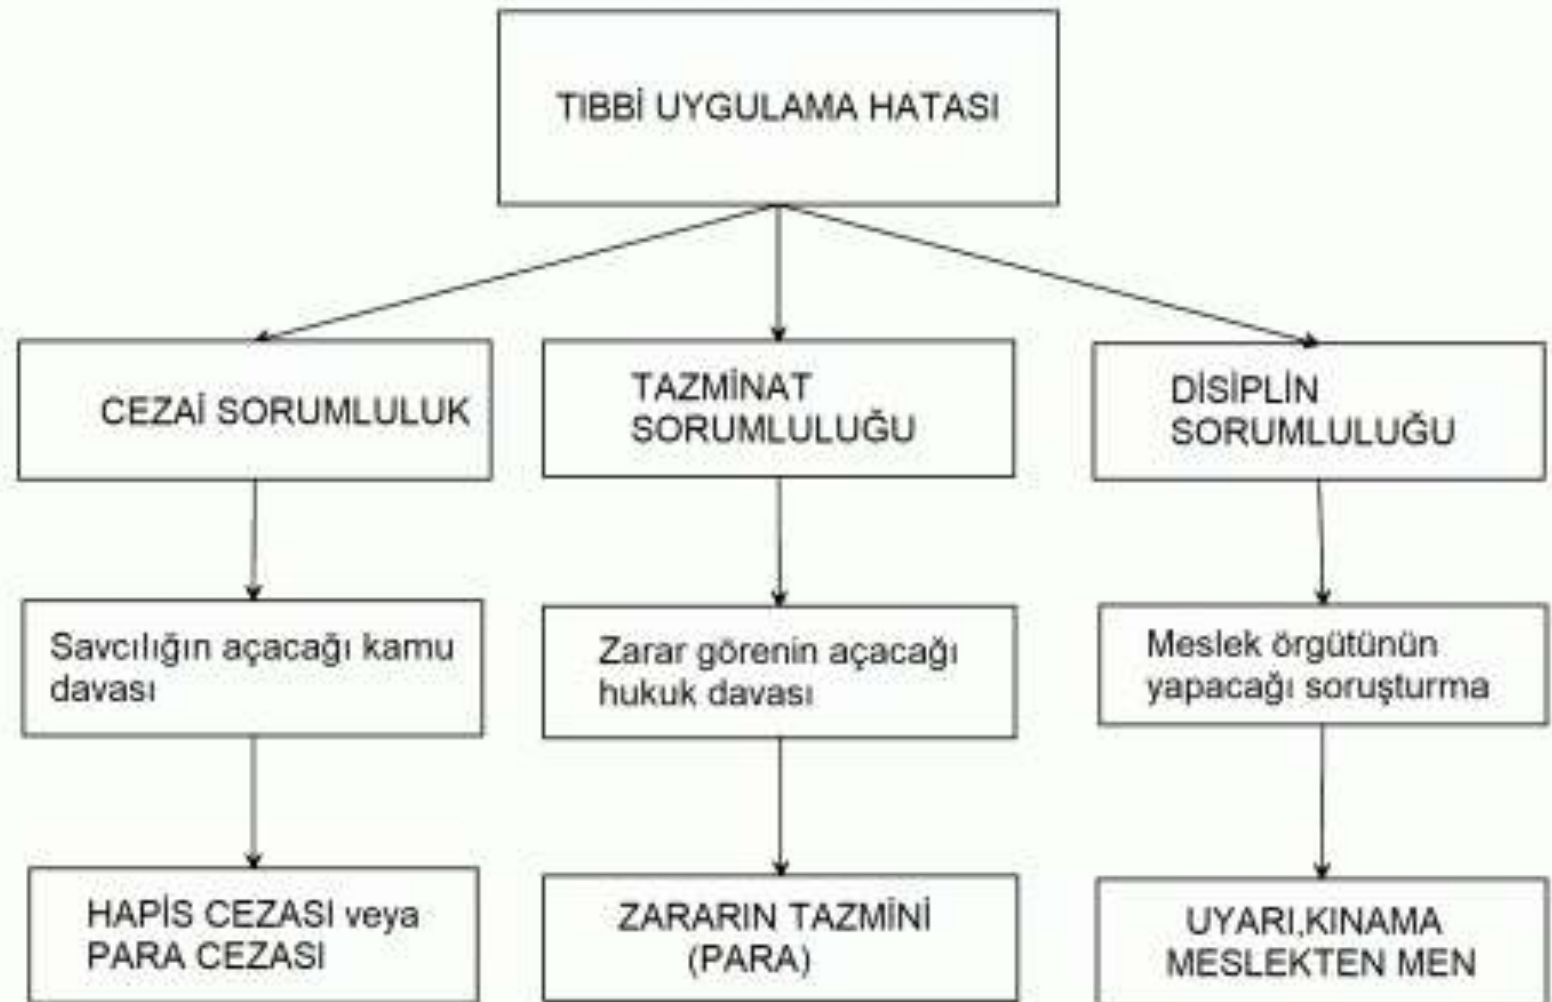 TIBBİ UYGULAMA HATASI
CEZAİ SORUMLULUK
TAZMİNAT
SORUMLULUĞU
DİSİPLİN
SORUMLULUĞU
Savcılığın açacağı kamu
davası
Zarar görenin açacağı
hukuk davası
Meslek örgütünün
yapacağı soruşturma
HAPİS CEZASI veya
PARA CEZASI
ZARARIN TAZMİNİ
(PARA)
UYARI,KINAMA
MESLEKTEN MEN